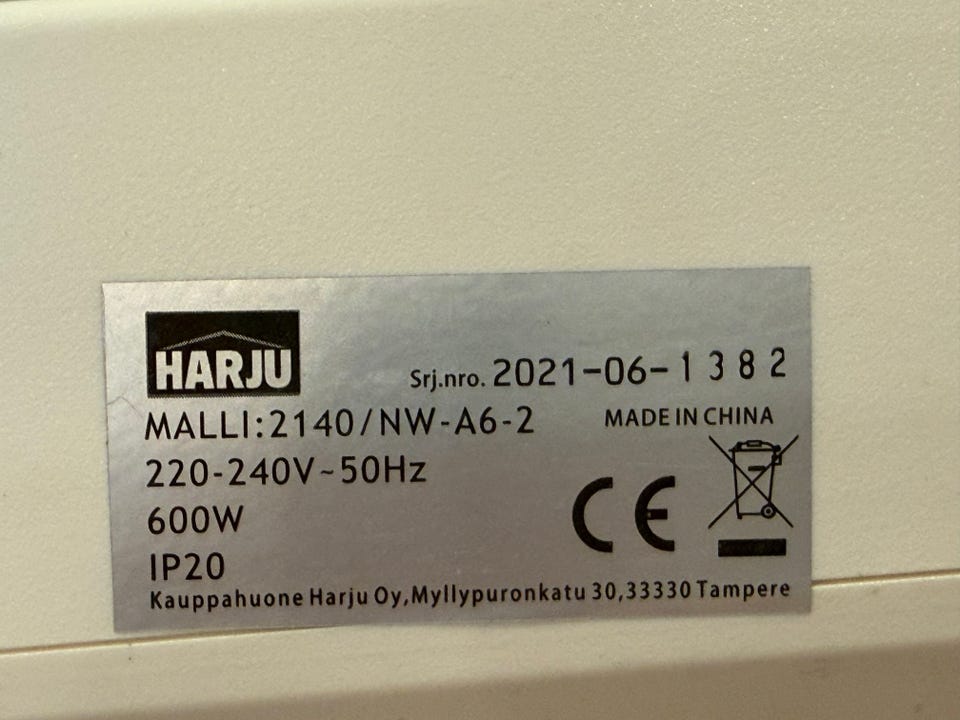 HARJU
Srj.nro. 2021-06-1382
MALLI:2140/NW-A6-2
MADE IN CHINA
220-240V~50Hz
600W
CE
IP20
Kauppahuone Harju Oy,Myllypuronkatu 30,33330 Tampere